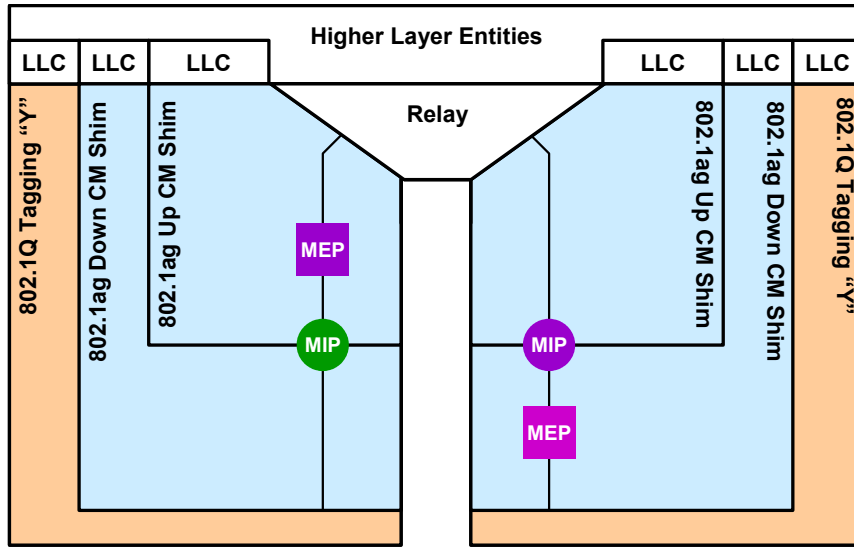 Higher Layer Entities
LLC
LLC
LLC
LLC
LLC
LLC
Relay
802.1Q Tagging “Y”
802.1ag Down CM Shim
802.1ag Up CM Shim
802.1ag Up CM Shim
802.1ag Down CM Shim
802.1Q Tagging “Y”
MEP
MIP
MIP
MEP